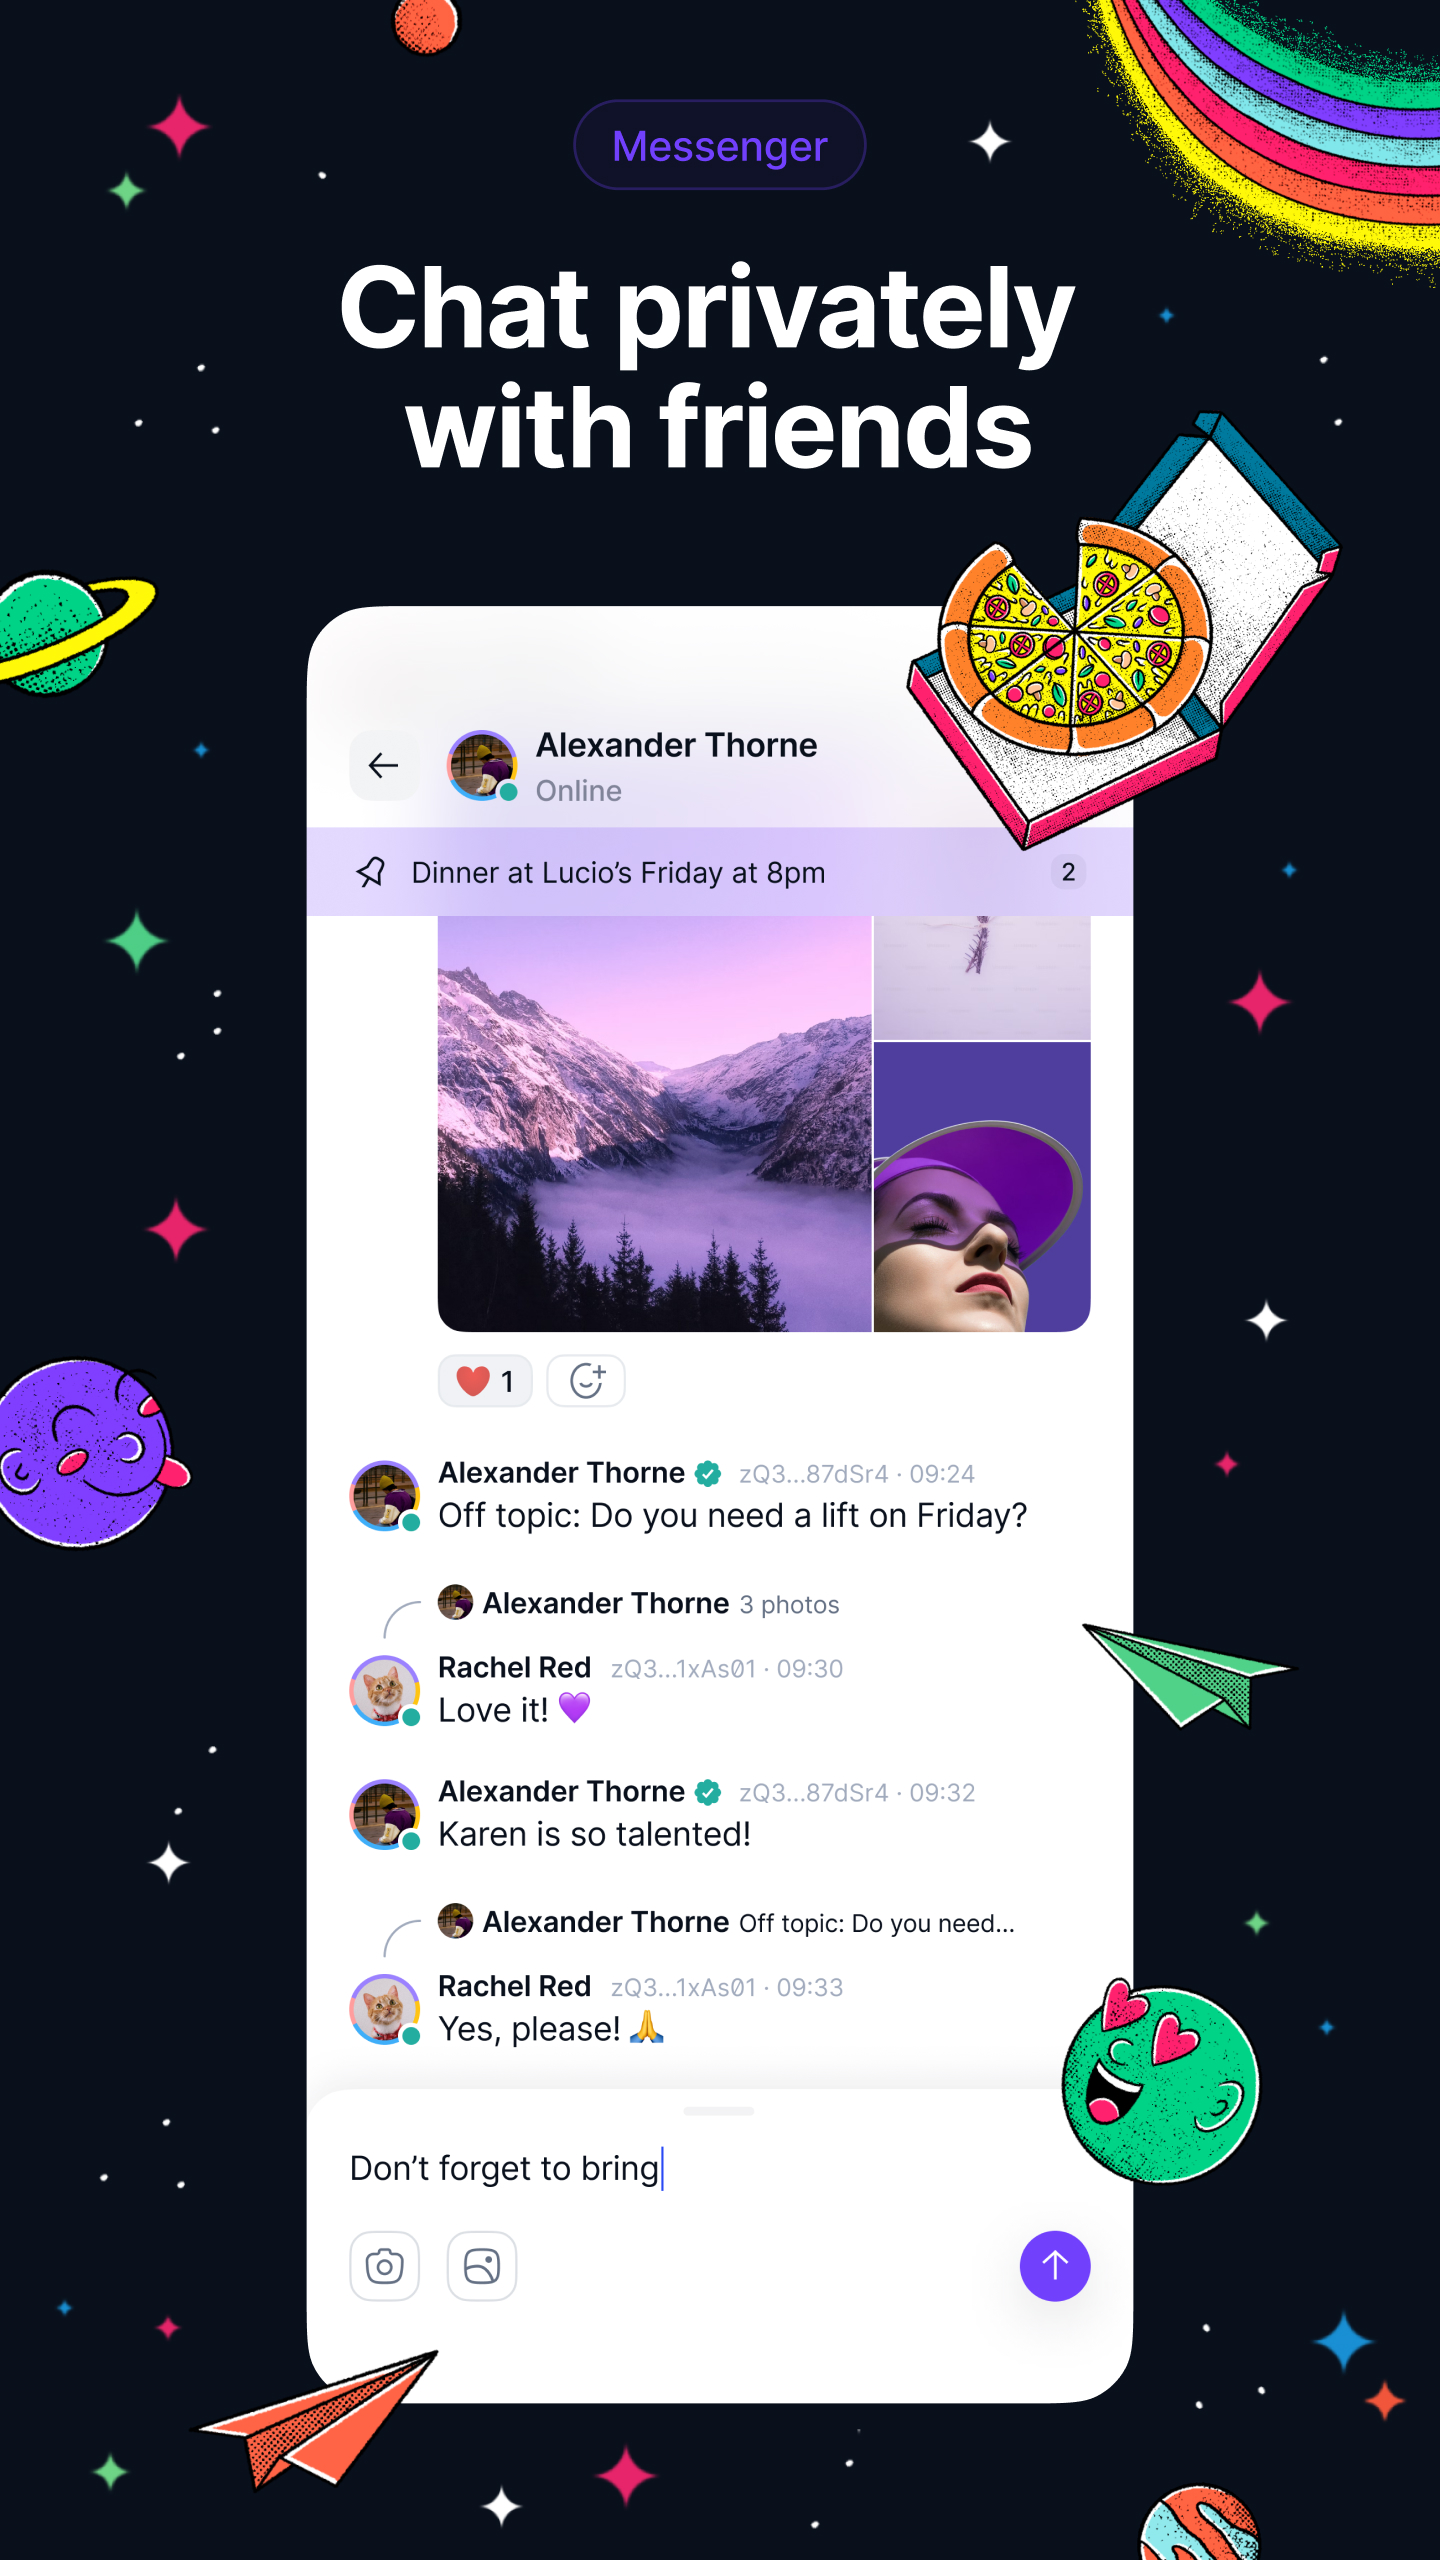 Messenger
Chat privately
with friends
Alexander Thorne
Online
Dinner at Lucio’s Friday at 8pm
2
1
Alexander Thorne zQ3...87dSr4 · 09:24
Off topic: Do you need a lift on Friday?
Alexander Thorne 3 photos
Rachel Red zQ3...1xAs01 · 09:30
Love it! 💜
Alexander Thorne zQ3...87dSr4 · 09:32
Karen is so talented!
Alexander Thorne Off topic: Do you need...
Rachel Red zQ3...1xAs01 · 09:33
Yes, please! 🙏
Don’t forget to bring